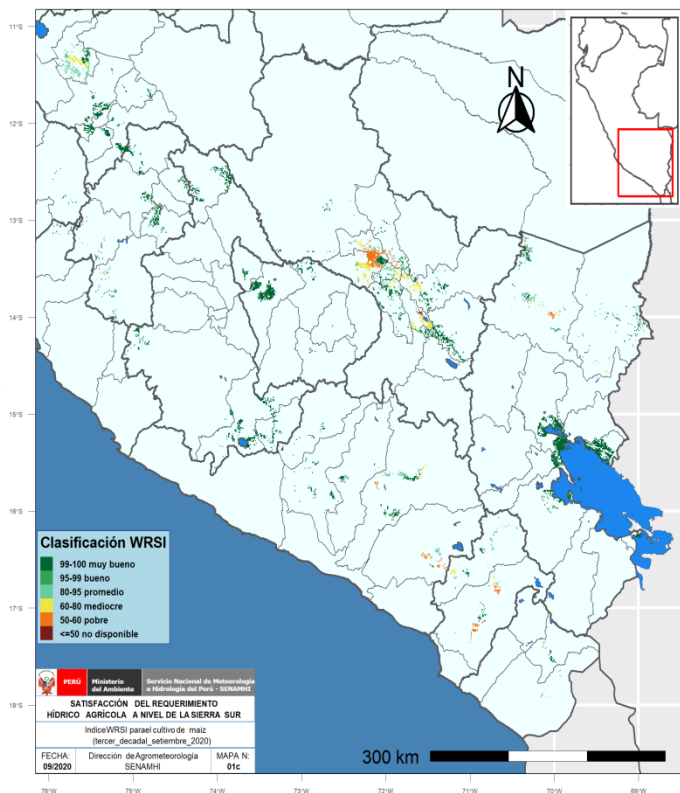 11°S
12°S
13°S
14°S
15°S
16°S
17°S
18°S
N
Clasificación WRSI
99-100 muy bueno
95-99 bueno
80-95 promedio
60-80 mediocre
50-60 pobre
<=50 no disponible
PERÚ
Ministerio
del Ambiente
Servicio Nacional de Meteorología
e Hidrología del Perú - SENAMHI
SATISFACCIÓN DEL REQUERIMIENTO
HÍDRICO AGRÍCOLA A NIVEL DE LA SIERRA SUR
IndiceWRSI parael cultivo de maiz
(tercer_decadal_setiembre_2020)
FECHA:
09/2020
Dirección deAgrometeorología
SENAMHI
MAPA N:
01c
300 km
76°W
75°W
74°W
73°W
72°W
71°W
70°W
69°W